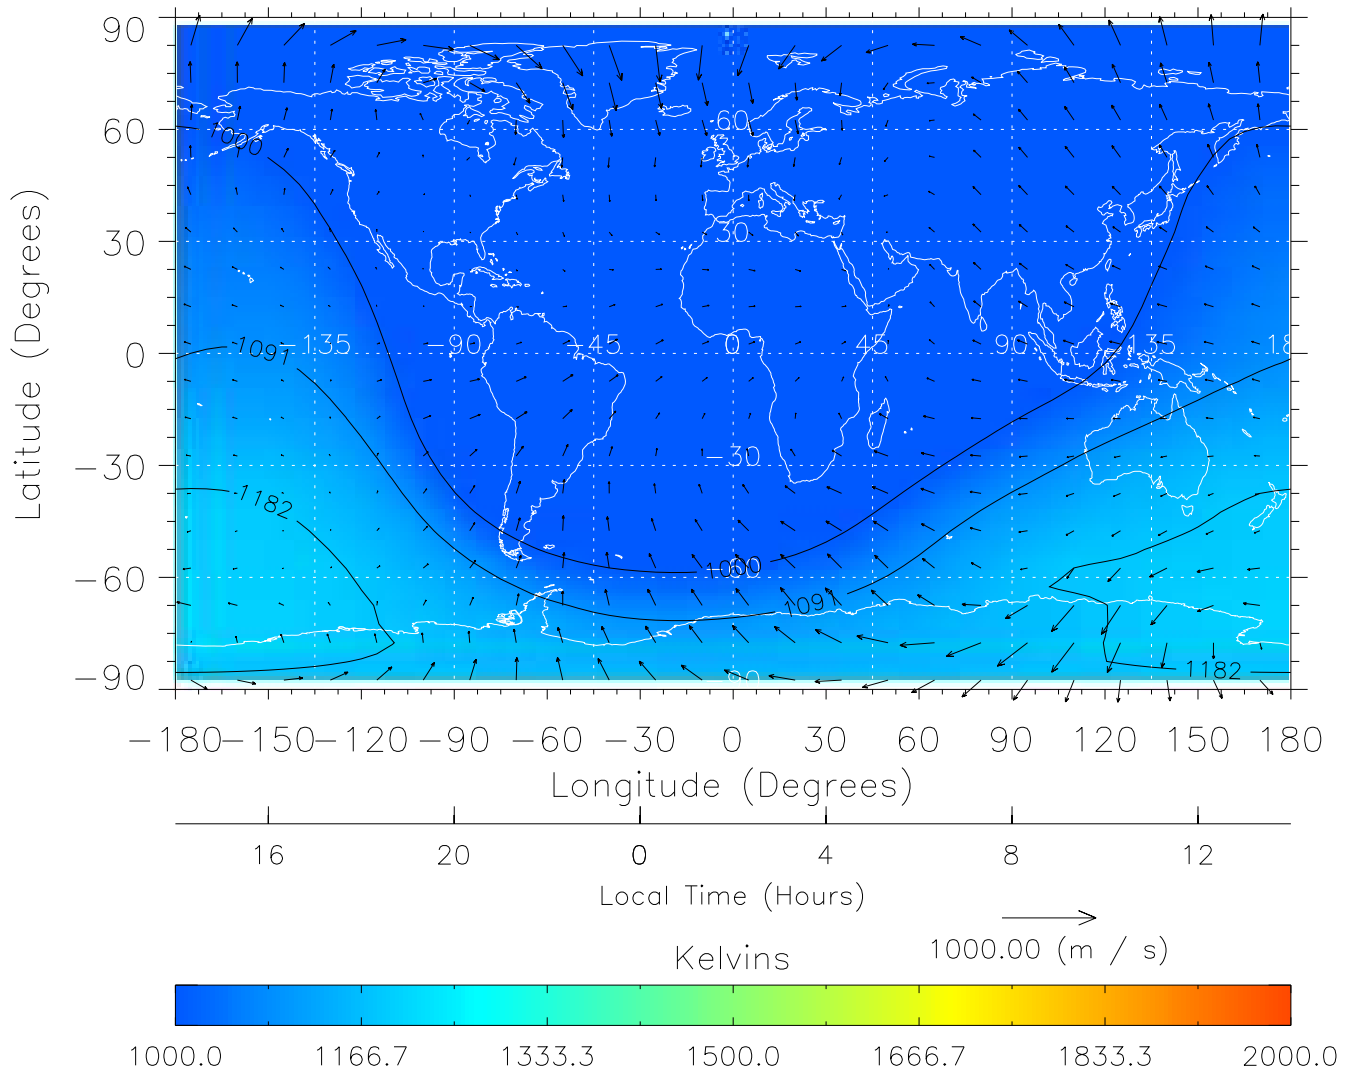 90
60
30
0
−30
−60
−90
Latitude (Degrees)
60
30
−135 −90 −45 0 45 90 135 18
−30
−60
−90
1000
1091
1182
1000
1091
1182
−180 −150 −120 −90 −60 −30 0 30 60 90 120 150 180
Longitude (Degrees)
16 20 0 4 8 12
Local Time (Hours)
1000.00 (m / s)
Kelvins
1000.0 1166.7 1333.3 1500.0 1666.7 1833.3 2000.0